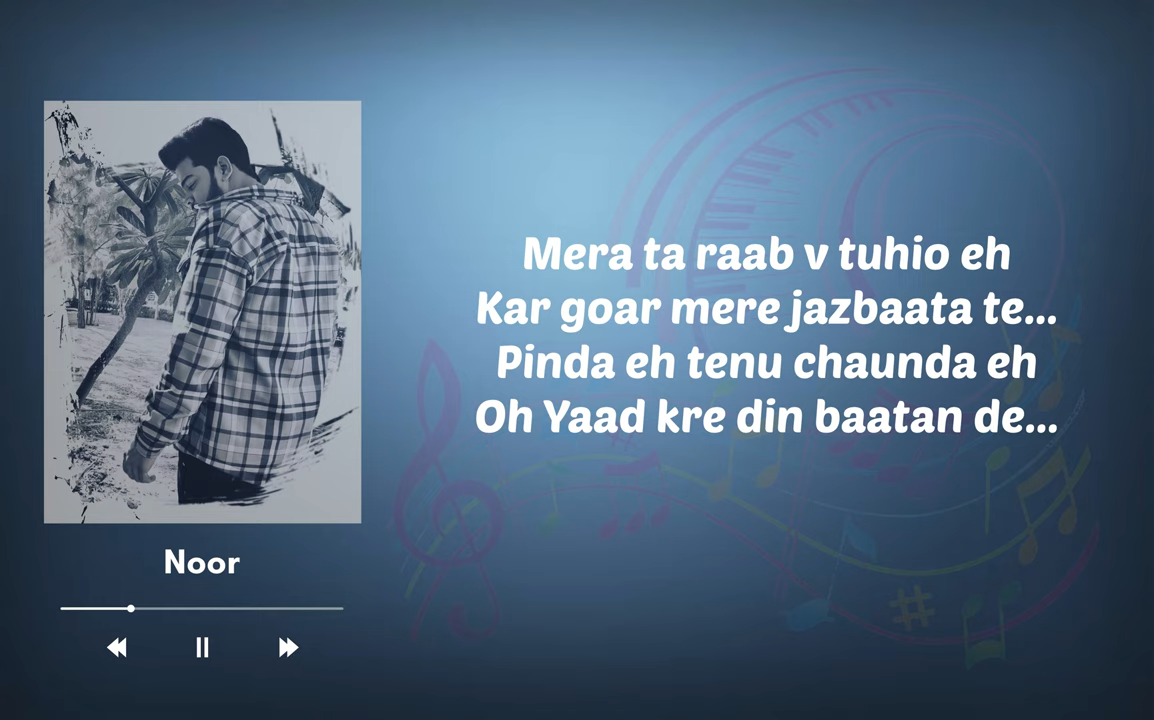 Mera ta raab v tuhio eh
Kar goar mere jazbaata te...
Pinda eh tenu chaunda eh
Oh Yaad kre din baatan de...
Noor